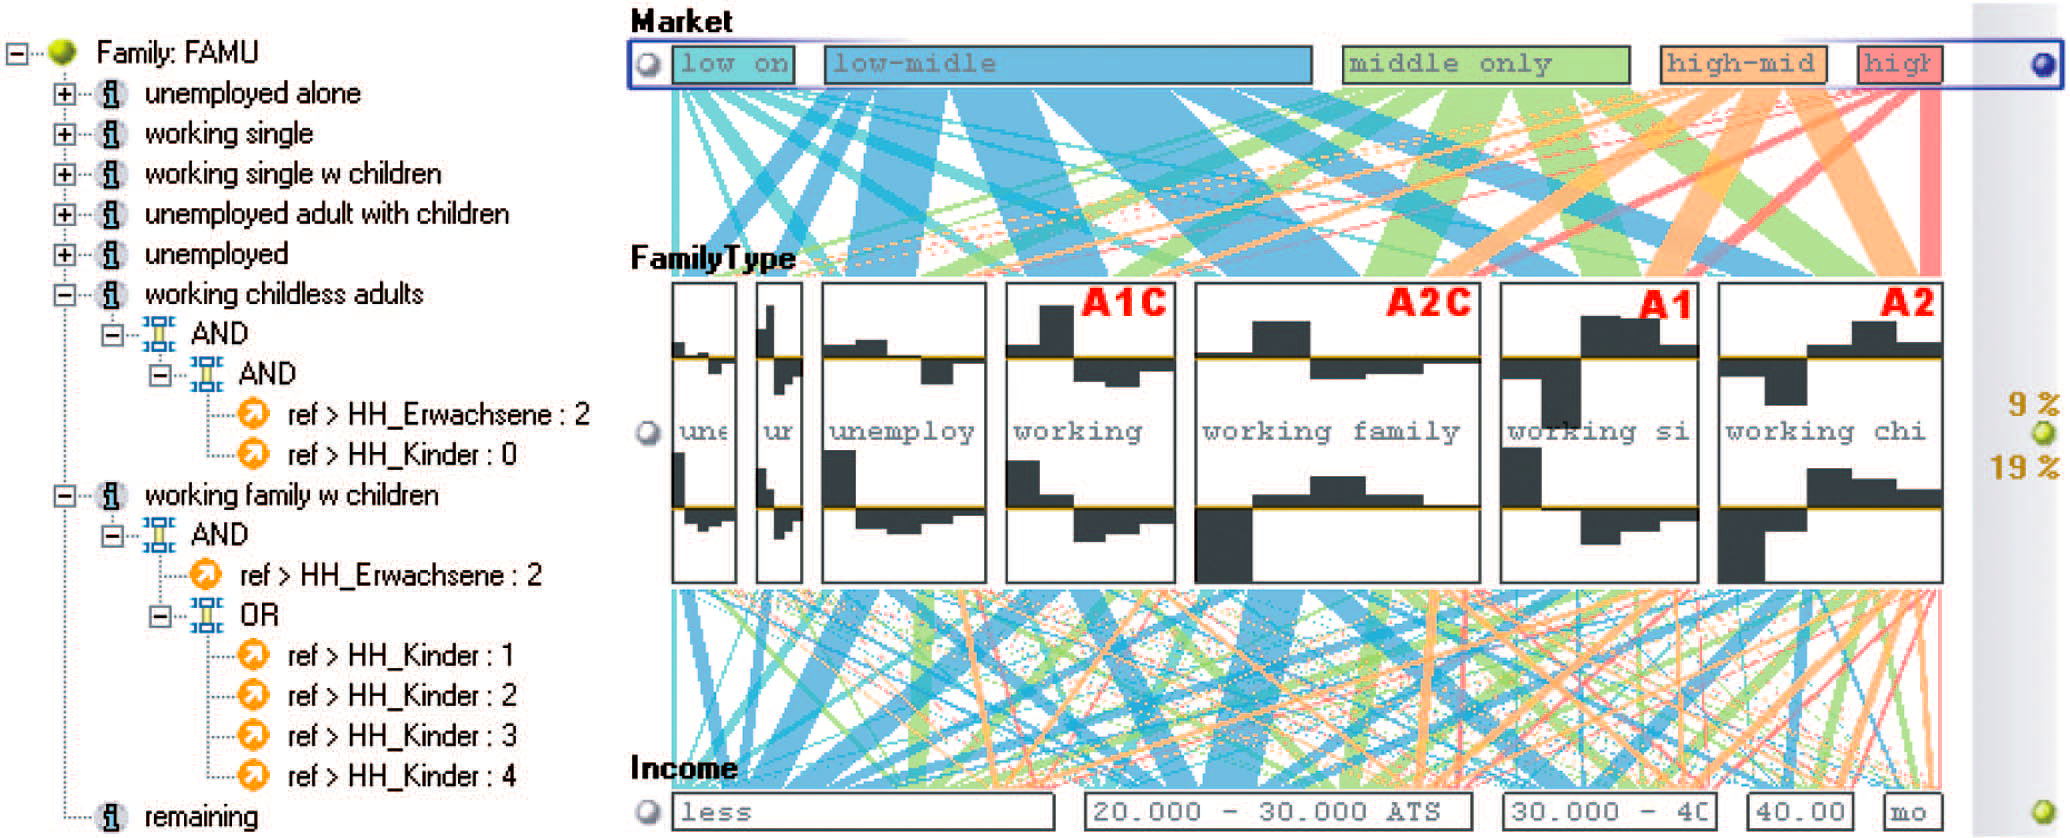 Family: FAMU
unemployed alone
working single
working single w children
unemployed adult with children
unemployed
working childless adults
AND
AND
ref > HH_Erwachsene : 2
ref > HH_Kinder : 0
working family w children
AND
ref > HH_Erwachsene : 2
OR
ref > HH_Kinder : 1
ref > HH_Kinder : 2
ref > HH_Kinder : 3
ref > HH_Kinder : 4
remaining
Market
low on
low-midle
middle only
high-mid
high
FamilyType
A1C
A2C
A1
A2
une
ur
unemploy
working
working family
working si
working chi
9 %
19 %
Income
less
20.000 - 30.000 ATS
30.000 - 40
40.00
mo